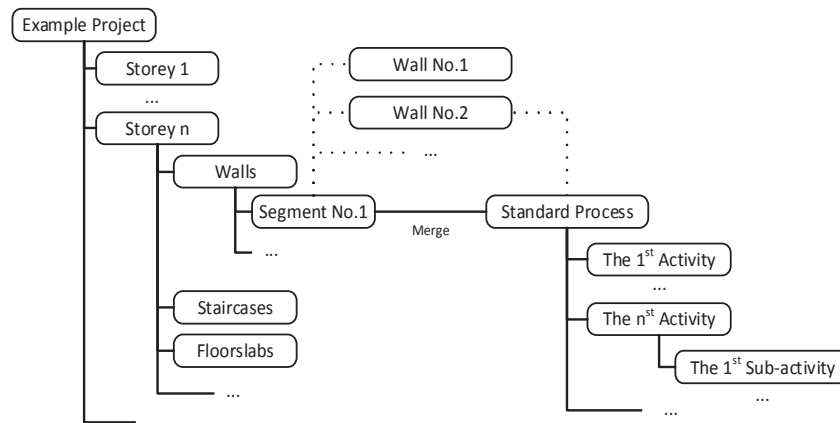 Example Project
Storey 1
...
Storey n
Walls
Segment No.1
...
Staircases
Floorslabs
...
Wall No.1
Wall No.2
...
Merge
Standard Process
The 1st Activity
...
The nst Activity
The 1st Sub-activity
...
...